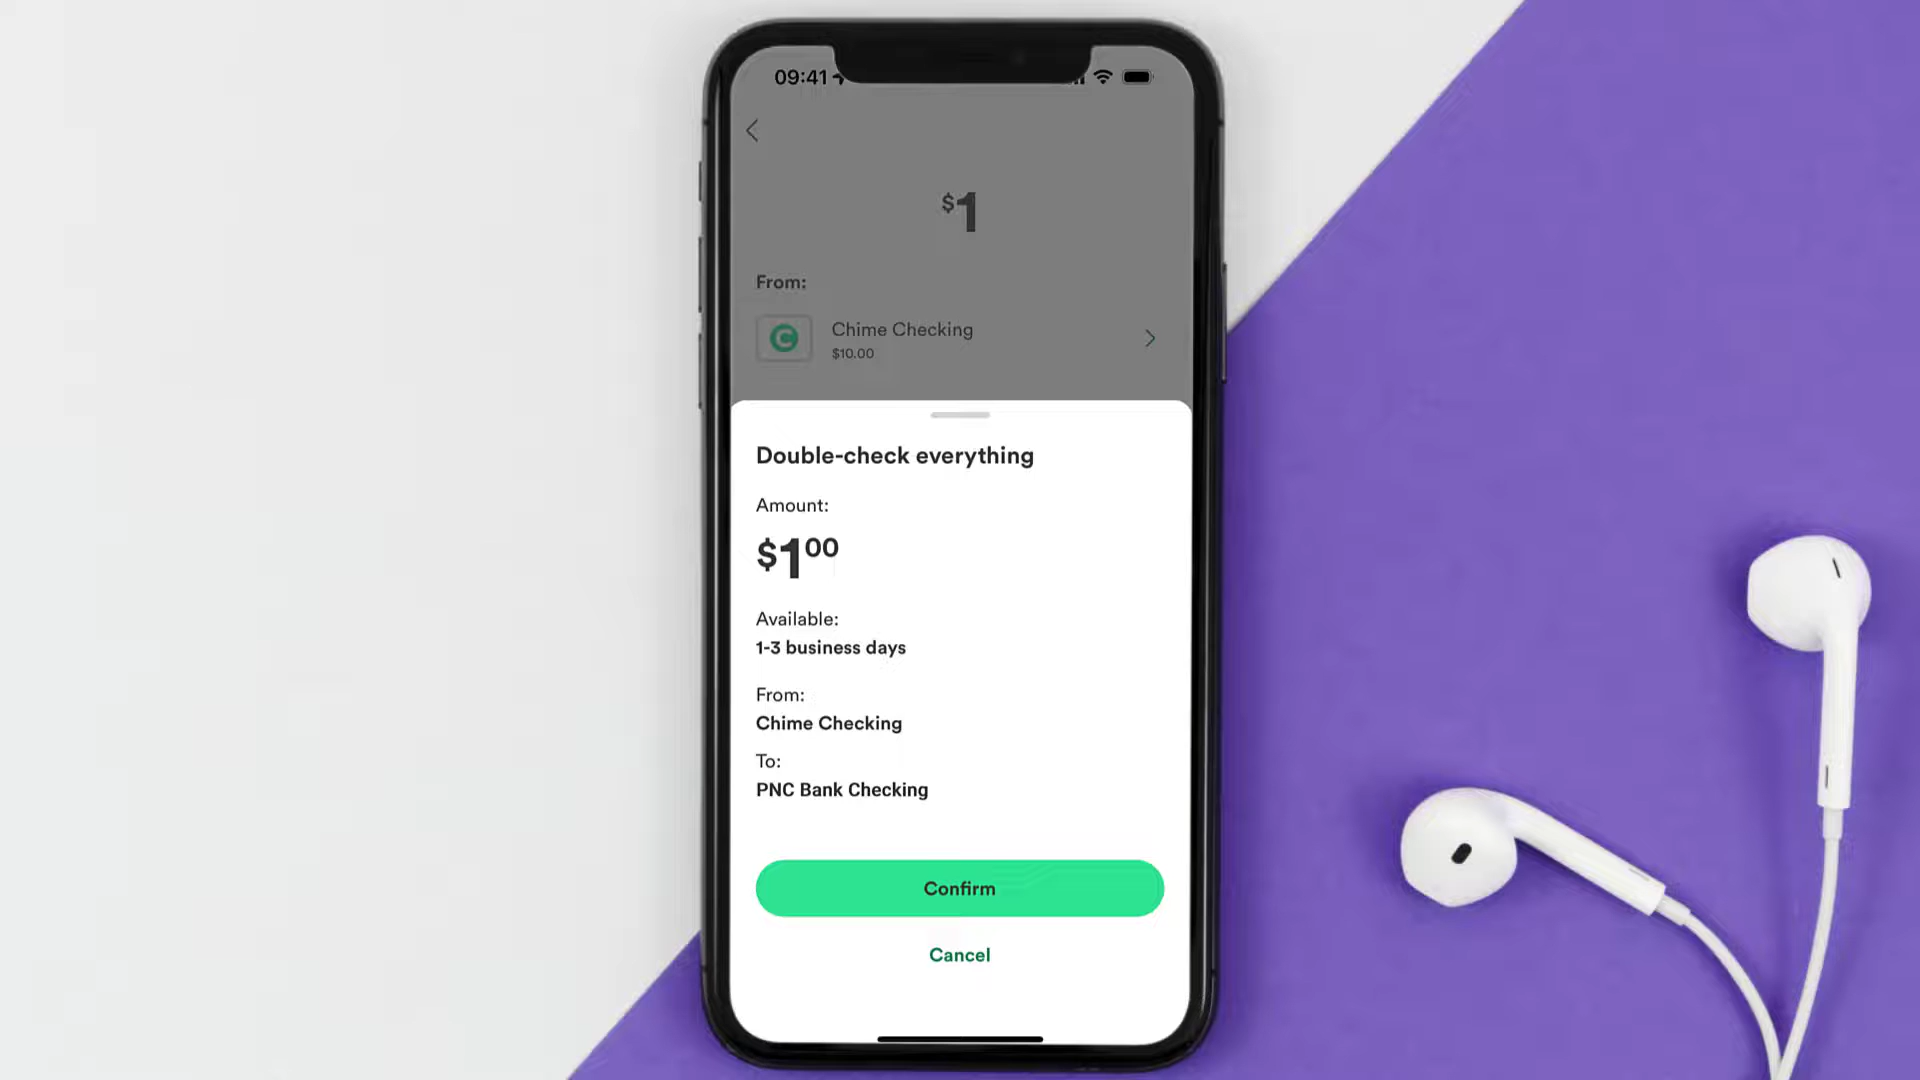 09:41
$1
From:
Chime Checking
$10.00
Double-check everything
Amount:
$100
Available:
1-3 business days
From:
Chime Checking
To:
PNC Bank Checking
Confirm
Cancel